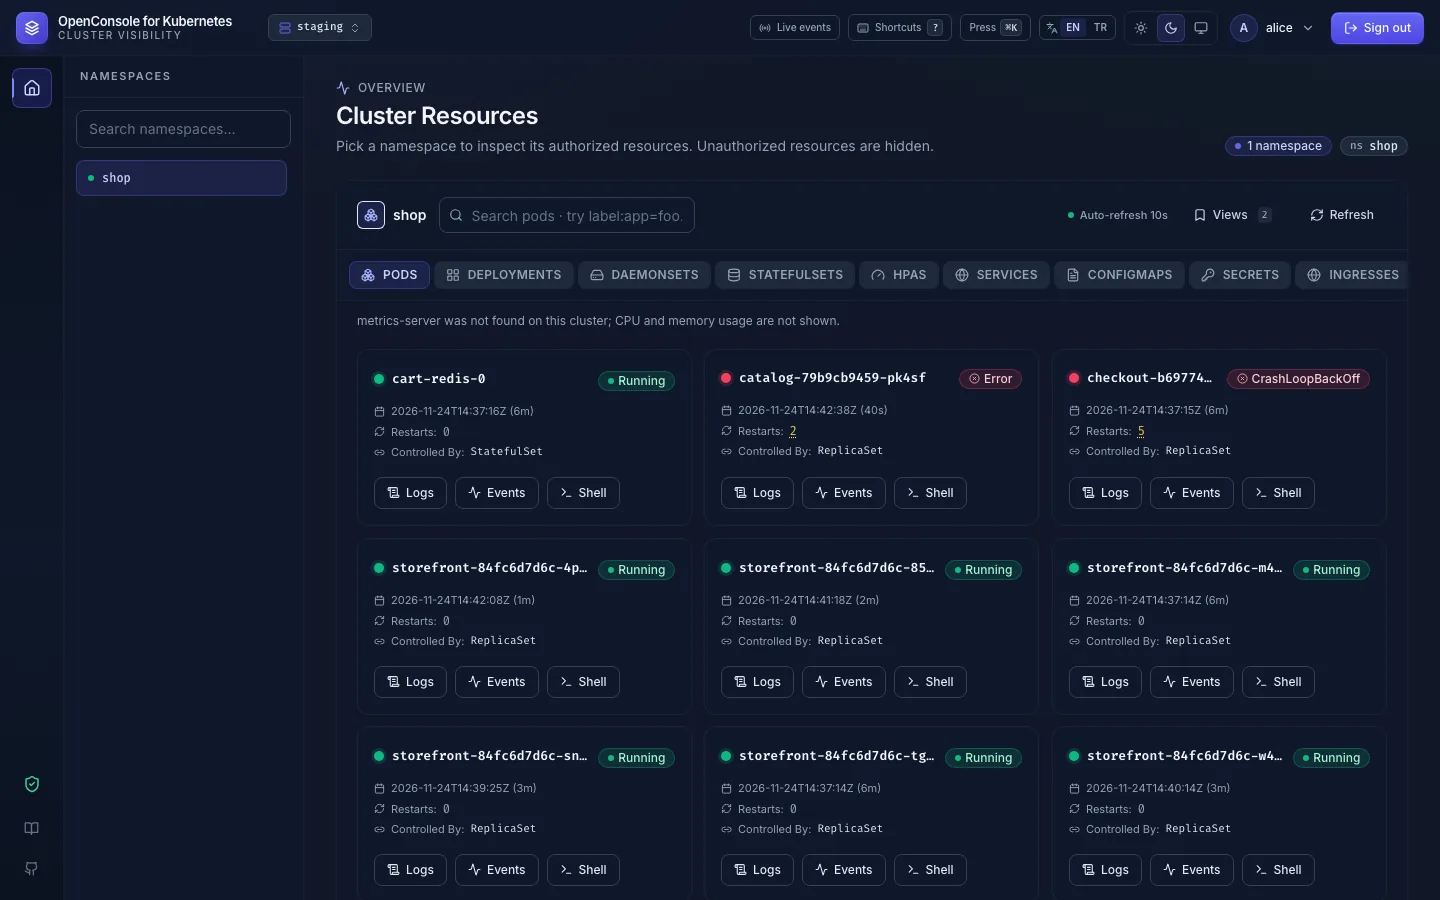 OpenConsole for Kubernetes
CLUSTER VISIBILITY
staging
Live events
Shortcuts ?
Press ⌘K
EN TR
A alice
Sign out
NAMESPACES
Search namespaces...
shop
OVERVIEW
Cluster Resources
Pick a namespace to inspect its authorized resources. Unauthorized resources are hidden.
1 namespace
ns shop
shop
Search pods · try label:app=foo.
Auto-refresh 10s
Views 2
Refresh
PODS DEPLOYMENTS DAEMONSETS STATEFULSETS HPAS SERVICES CONFIGMAPS SECRETS INGRESSES
metrics-server was not found on this cluster; CPU and memory usage are not shown.
cart-redis-0 Running
2026-11-24T14:37:16Z (6m)
Restarts: 0
Controlled By: StatefulSet
Logs Events Shell
catalog-79b9cb9459-pk4sf Error
2026-11-24T14:42:38Z (40s)
Restarts: 2
Controlled By: ReplicaSet
Logs Events Shell
checkout-b69774... CrashLoopBackOff
2026-11-24T14:37:15Z (6m)
Restarts: 5
Controlled By: ReplicaSet
Logs Events Shell
storefront-84fc6d7d6c-4p... Running
2026-11-24T14:42:08Z (1m)
Restarts: 0
Controlled By: ReplicaSet
Logs Events Shell
storefront-84fc6d7d6c-85... Running
2026-11-24T14:41:18Z (2m)
Restarts: 0
Controlled By: ReplicaSet
Logs Events Shell
storefront-84fc6d7d6c-m4... Running
2026-11-24T14:37:14Z (6m)
Restarts: 0
Controlled By: ReplicaSet
Logs Events Shell
storefront-84fc6d7d6c-sn... Running
2026-11-24T14:39:25Z (3m)
Restarts: 0
Controlled By: ReplicaSet
Logs Events Shell
storefront-84fc6d7d6c-tg... Running
2026-11-24T14:37:14Z (6m)
Restarts: 0
Controlled By: ReplicaSet
Logs Events Shell
storefront-84fc6d7d6c-w4... Running
2026-11-24T14:40:14Z (3m)
Restarts: 0
Controlled By: ReplicaSet
Logs Events Shell